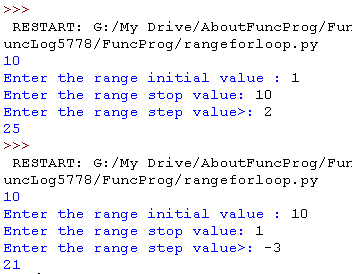 >>>
RESTART: G:/My Drive/AboutFuncProg/Fun
uncLog5778/FuncProg/rangeforloop.py
10
Enter the range initial value : 1
Enter the range stop value: 10
Enter the range step value>: 2
25
>>>
RESTART: G:/My Drive/AboutFuncProg/Fun
uncLog5778/FuncProg/rangeforloop.py
10
Enter the range initial value : 10
Enter the range stop value: 1
Enter the range step value>: -3
21